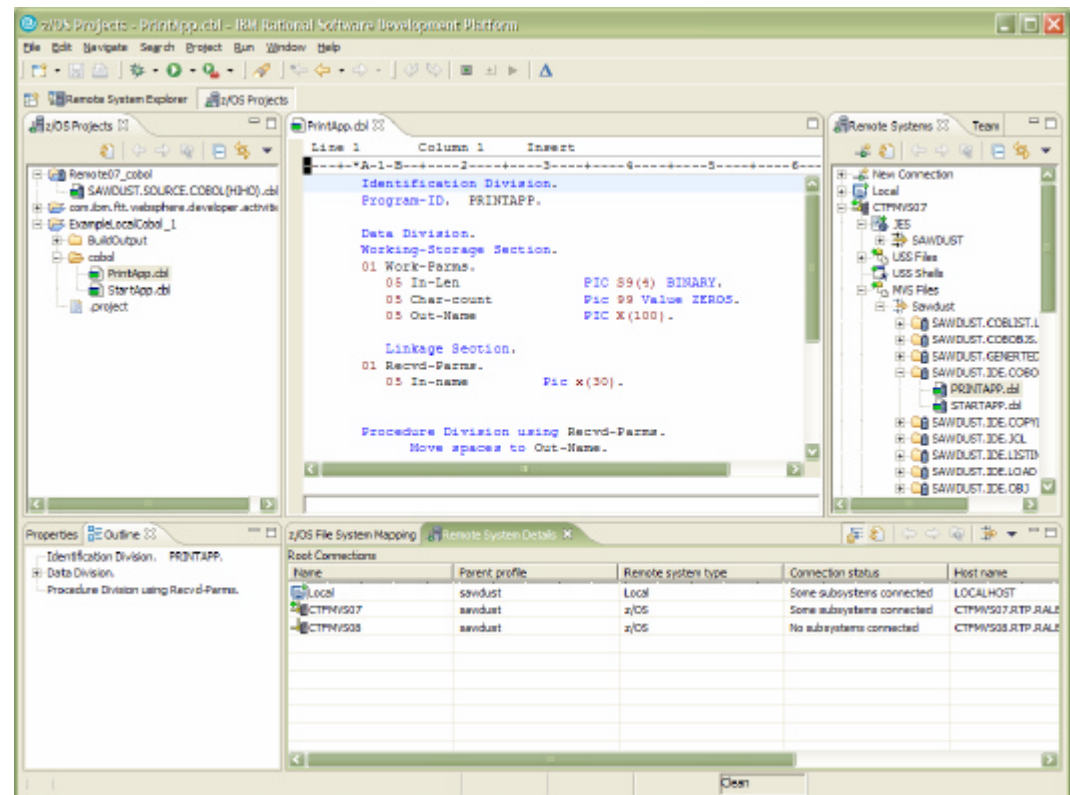 z/OS Projects - PrintApp.cbl - IBM Rational Software Development Platform
File Edit Navigate Search Project Run Window Help
Remote System Explorer z/OS Projects
z/OS Projects
Remote07_cobol
SAWDUST.SOURCE.COBOL(HIHO).cbl
com.ibm.ftt.websphere.developer.activitie
ExampleLocalCobol_1
BuildOutput
cobol
PrintApp.cbl
StartApp.cbl
.project
PrintApp.cbl
Line 1 Column 1 Insert
----+-*A-1-B--+----2----+----3----+----4----+----5----+----6--
Identification Division.
Program-ID. PRINTAPP.
Data Division.
Working-Storage Section.
01 Work-Parms.
05 In-Len PIC S9(4) BINARY.
05 Char-count Pic 99 Value ZEROS.
05 Out-Name PIC X(100).
Linkage Section.
01 Recvd-Parms.
05 In-name Pic x(30).
Procedure Division using Recvd-Parms.
Move spaces to Out-Name.
Remote Systems Team
New Connection
Local
CTFMVS07
JES
SAWDUST
USS Files
USS Shells
MVS Files
Sawdust
SAWDUST.COBLIST.L
SAWDUST.COBOBJS.
SAWDUST.GENERTED
SAWDUST.IDE.COBO
PRINTAPP.cbl
STARTAPP.cbl
SAWDUST.IDE.COPYL
SAWDUST.IDE.JCL
SAWDUST.IDE.LISTIN
SAWDUST.IDE.LOAD
SAWDUST.IDE.OBJ
Properties Outline
Identification Division. PRINTAPP.
Data Division.
Procedure Division using Recvd-Parms.
z/OS File System Mapping Remote System Details
Root Connections
Name Parent profile Remote system type Connection status Host name
Local sawdust Local Some subsystems connected LOCALHOST
CTFMVS07 sawdust z/OS Some subsystems connected CTFMVS07.RTP.RALE
CTFMVS08 sawdust z/OS No subsystems connected CTFMVS08.RTP.RALE
Clean